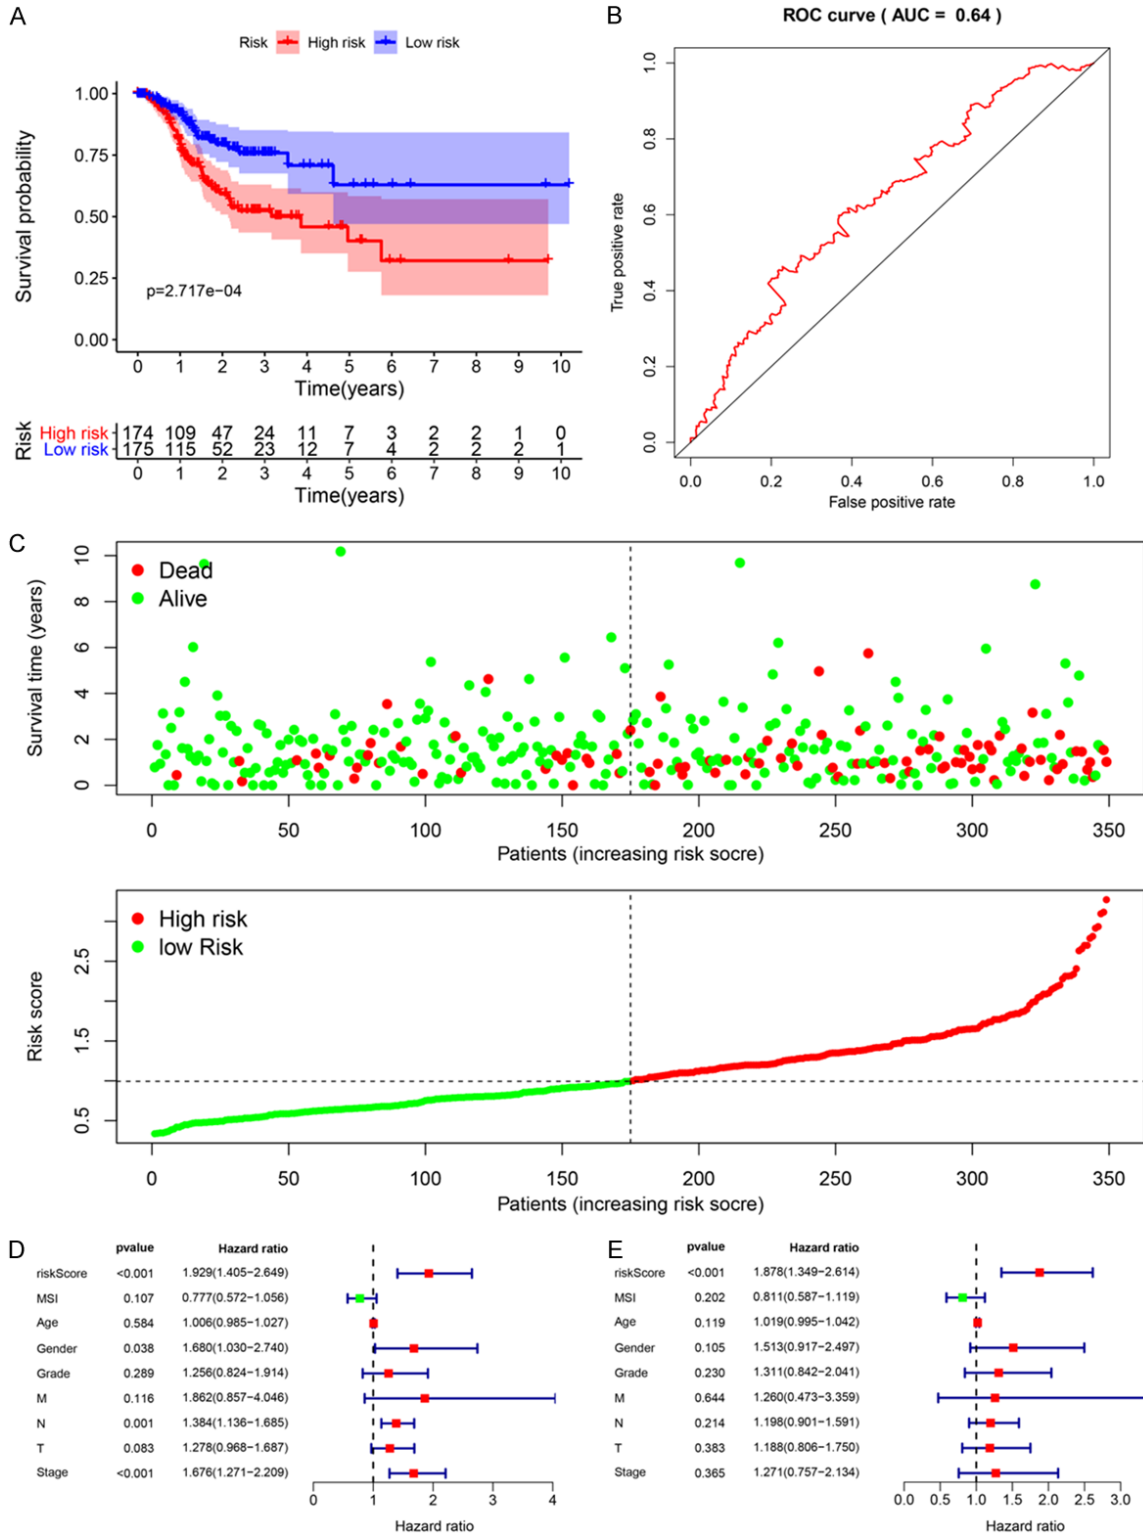 A
Risk High risk Low risk
Survival probability
1.00
0.75
0.50
0.25
0.00
p=2.717e−04
0 1 2 3 4 5 6 7 8 9 10
Time(years)
Risk
High risk 174 109 47 24 11 7 3 2 2 1 0
Low risk 175 115 52 23 12 7 4 2 2 2 1
0 1 2 3 4 5 6 7 8 9 10
Time(years)
B
ROC curve ( AUC = 0.64 )
True positive rate
1.0
0.8
0.6
0.4
0.2
0.0
0.0 0.2 0.4 0.6 0.8 1.0
False positive rate
C
Survival time (years)
10
8
6
4
2
0
Dead
Alive
0 50 100 150 200 250 300 350
Patients (increasing risk socre)
Risk score
2.5
1.5
0.5
High risk
low Risk
0 50 100 150 200 250 300 350
Patients (increasing risk socre)
D
pvalue Hazard ratio
riskScore <0.001 1.929(1.405−2.649)
MSI 0.107 0.777(0.572−1.056)
Age 0.584 1.006(0.985−1.027)
Gender 0.038 1.680(1.030−2.740)
Grade 0.289 1.256(0.824−1.914)
M 0.116 1.862(0.857−4.046)
N 0.001 1.384(1.136−1.685)
T 0.083 1.278(0.968−1.687)
Stage <0.001 1.676(1.271−2.209)
0 1 2 3 4
Hazard ratio
E
pvalue Hazard ratio
riskScore <0.001 1.878(1.349−2.614)
MSI 0.202 0.811(0.587−1.119)
Age 0.119 1.019(0.995−1.042)
Gender 0.105 1.513(0.917−2.497)
Grade 0.230 1.311(0.842−2.041)
M 0.644 1.260(0.473−3.359)
N 0.214 1.198(0.901−1.591)
T 0.383 1.188(0.806−1.750)
Stage 0.365 1.271(0.757−2.134)
0.0 0.5 1.0 1.5 2.0 2.5 3.0
Hazard ratio